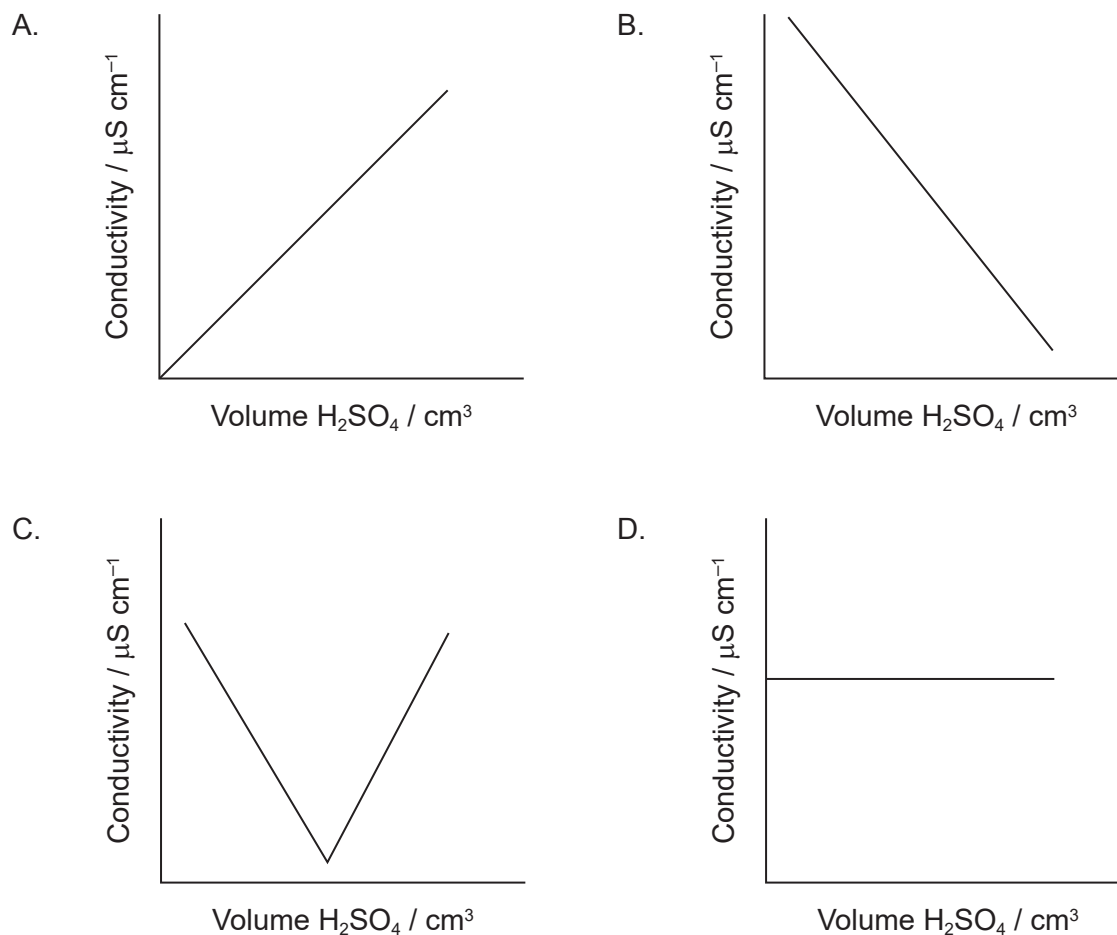 A.
Conductivity / μS cm⁻¹
Volume H₂SO₄ / cm³
B.
Conductivity / μS cm⁻¹
Volume H₂SO₄ / cm³
C.
Conductivity / μS cm⁻¹
Volume H₂SO₄ / cm³
D.
Conductivity / μS cm⁻¹
Volume H₂SO₄ / cm³